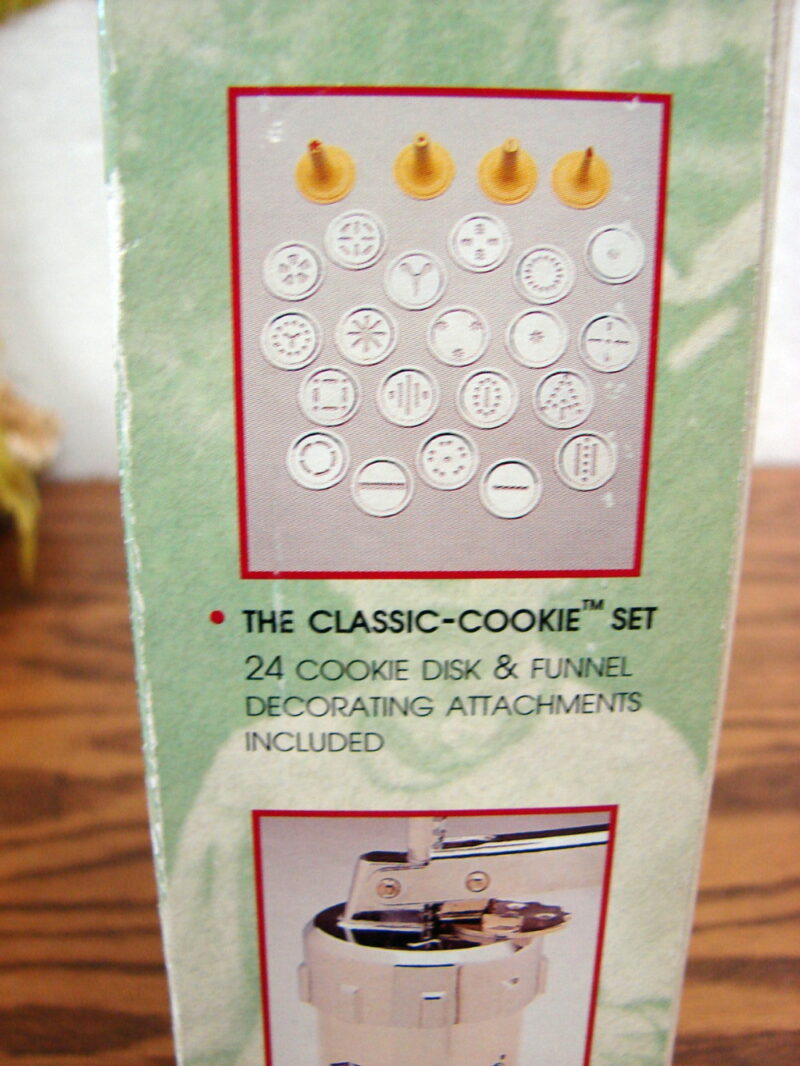 • THE CLASSIC-COOKIE™ SET
24 COOKIE DISK & FUNNEL
DECORATING ATTACHMENTS
INCLUDED